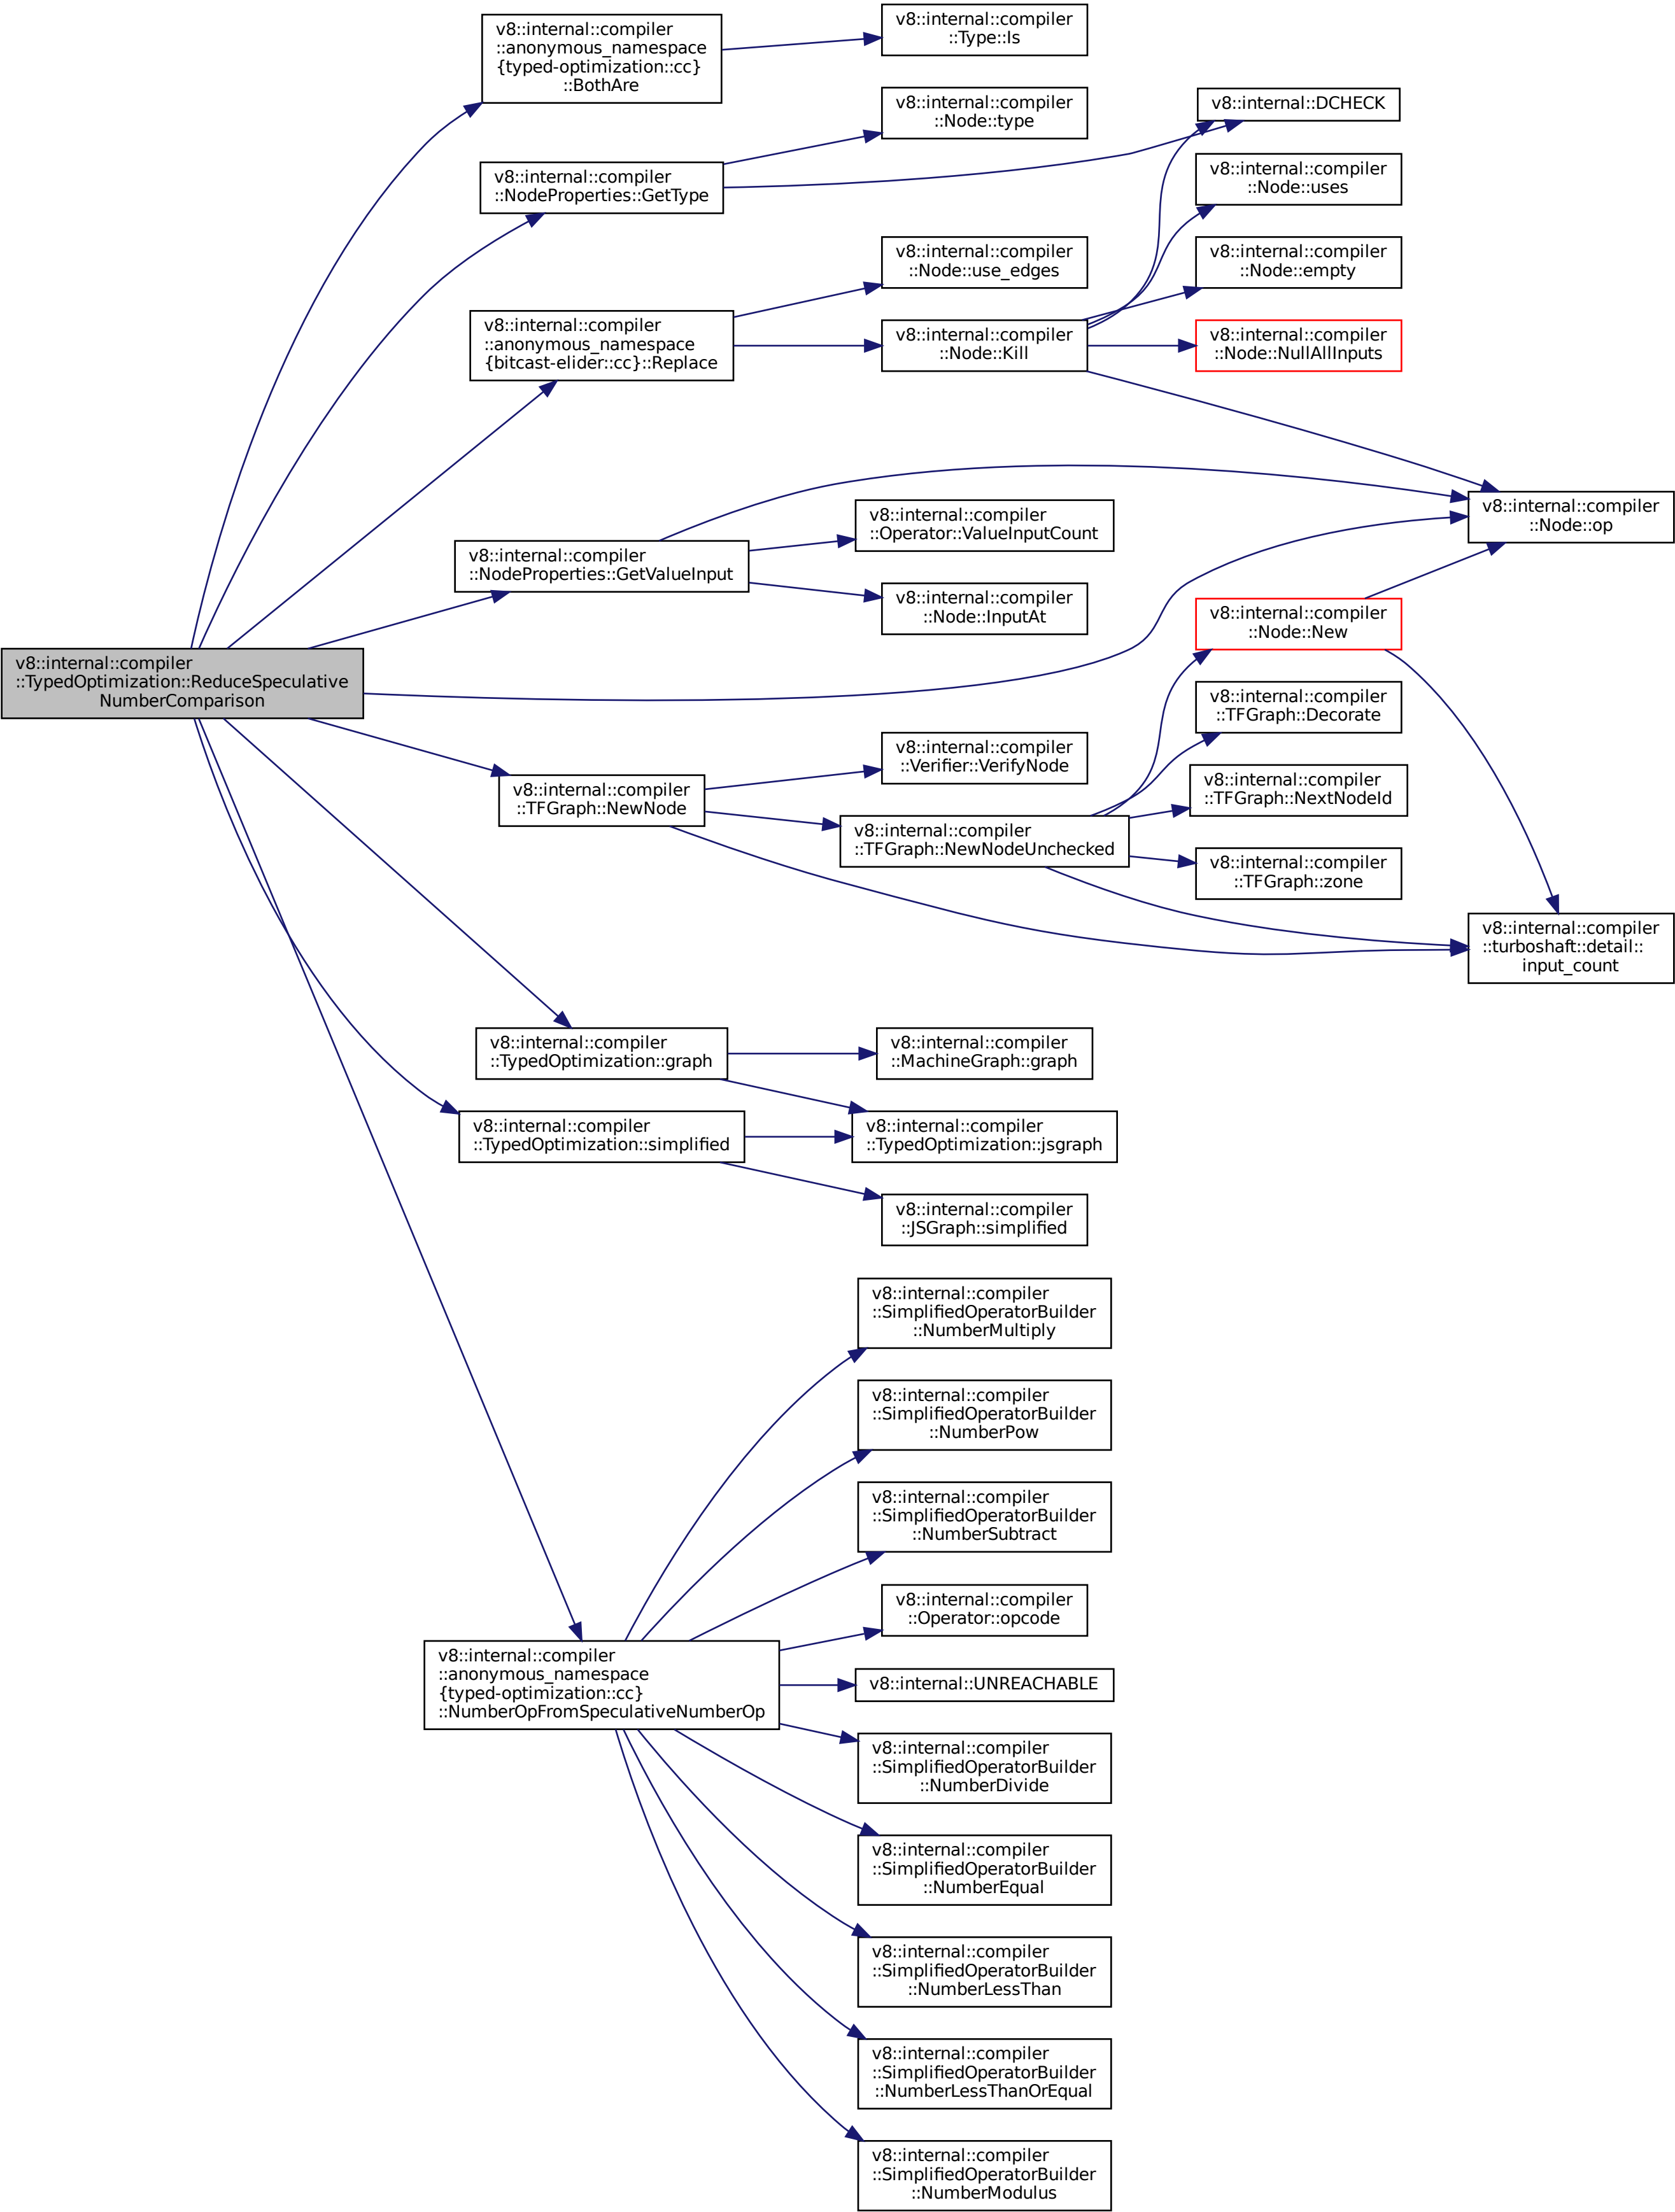 v8::internal::compiler
::TypedOptimization::ReduceSpeculative
NumberComparison
v8::internal::compiler
::anonymous_namespace
{typed-optimization::cc}
::BothAre
v8::internal::compiler
::Type::Is
v8::internal::compiler
::NodeProperties::GetType
v8::internal::compiler
::Node::type
v8::internal::DCHECK
v8::internal::compiler
::Node::uses
v8::internal::compiler
::anonymous_namespace
{bitcast-elider::cc}::Replace
v8::internal::compiler
::Node::use_edges
v8::internal::compiler
::Node::empty
v8::internal::compiler
::Node::Kill
v8::internal::compiler
::Node::NullAllInputs
v8::internal::compiler
::Node::op
v8::internal::compiler
::NodeProperties::GetValueInput
v8::internal::compiler
::Operator::ValueInputCount
v8::internal::compiler
::Node::InputAt
v8::internal::compiler
::Node::New
v8::internal::compiler
::TFGraph::Decorate
v8::internal::compiler
::TFGraph::NewNode
v8::internal::compiler
::Verifier::VerifyNode
v8::internal::compiler
::TFGraph::NextNodeId
v8::internal::compiler
::TFGraph::NewNodeUnchecked
v8::internal::compiler
::TFGraph::zone
v8::internal::compiler
::turboshaft::detail::
input_count
v8::internal::compiler
::TypedOptimization::graph
v8::internal::compiler
::MachineGraph::graph
v8::internal::compiler
::TypedOptimization::simplified
v8::internal::compiler
::TypedOptimization::jsgraph
v8::internal::compiler
::JSGraph::simplified
v8::internal::compiler
::anonymous_namespace
{typed-optimization::cc}
::NumberOpFromSpeculativeNumberOp
v8::internal::compiler
::SimplifiedOperatorBuilder
::NumberMultiply
v8::internal::compiler
::SimplifiedOperatorBuilder
::NumberPow
v8::internal::compiler
::SimplifiedOperatorBuilder
::NumberSubtract
v8::internal::compiler
::Operator::opcode
v8::internal::UNREACHABLE
v8::internal::compiler
::SimplifiedOperatorBuilder
::NumberDivide
v8::internal::compiler
::SimplifiedOperatorBuilder
::NumberEqual
v8::internal::compiler
::SimplifiedOperatorBuilder
::NumberLessThan
v8::internal::compiler
::SimplifiedOperatorBuilder
::NumberLessThanOrEqual
v8::internal::compiler
::SimplifiedOperatorBuilder
::NumberModulus